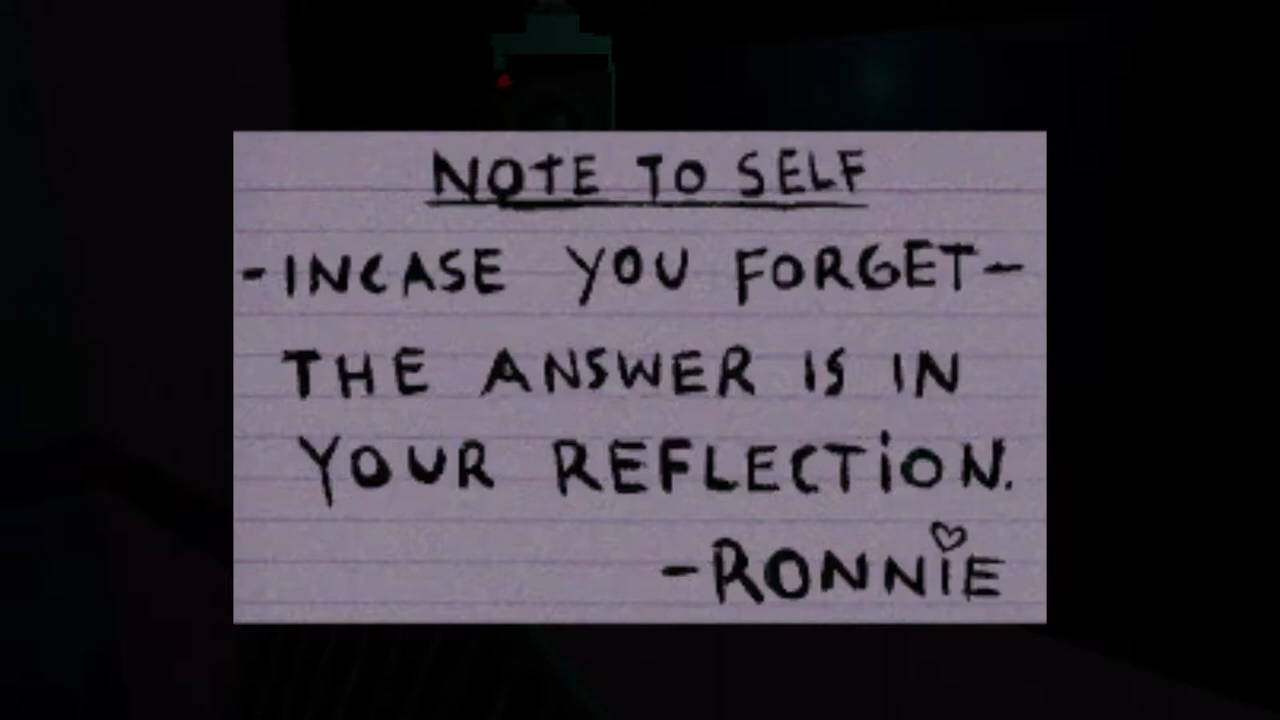 NOTE TO SELF
-INCASE YOU FORGET-
THE ANSWER IS IN
YOUR REFLECTION.
-RONNiE